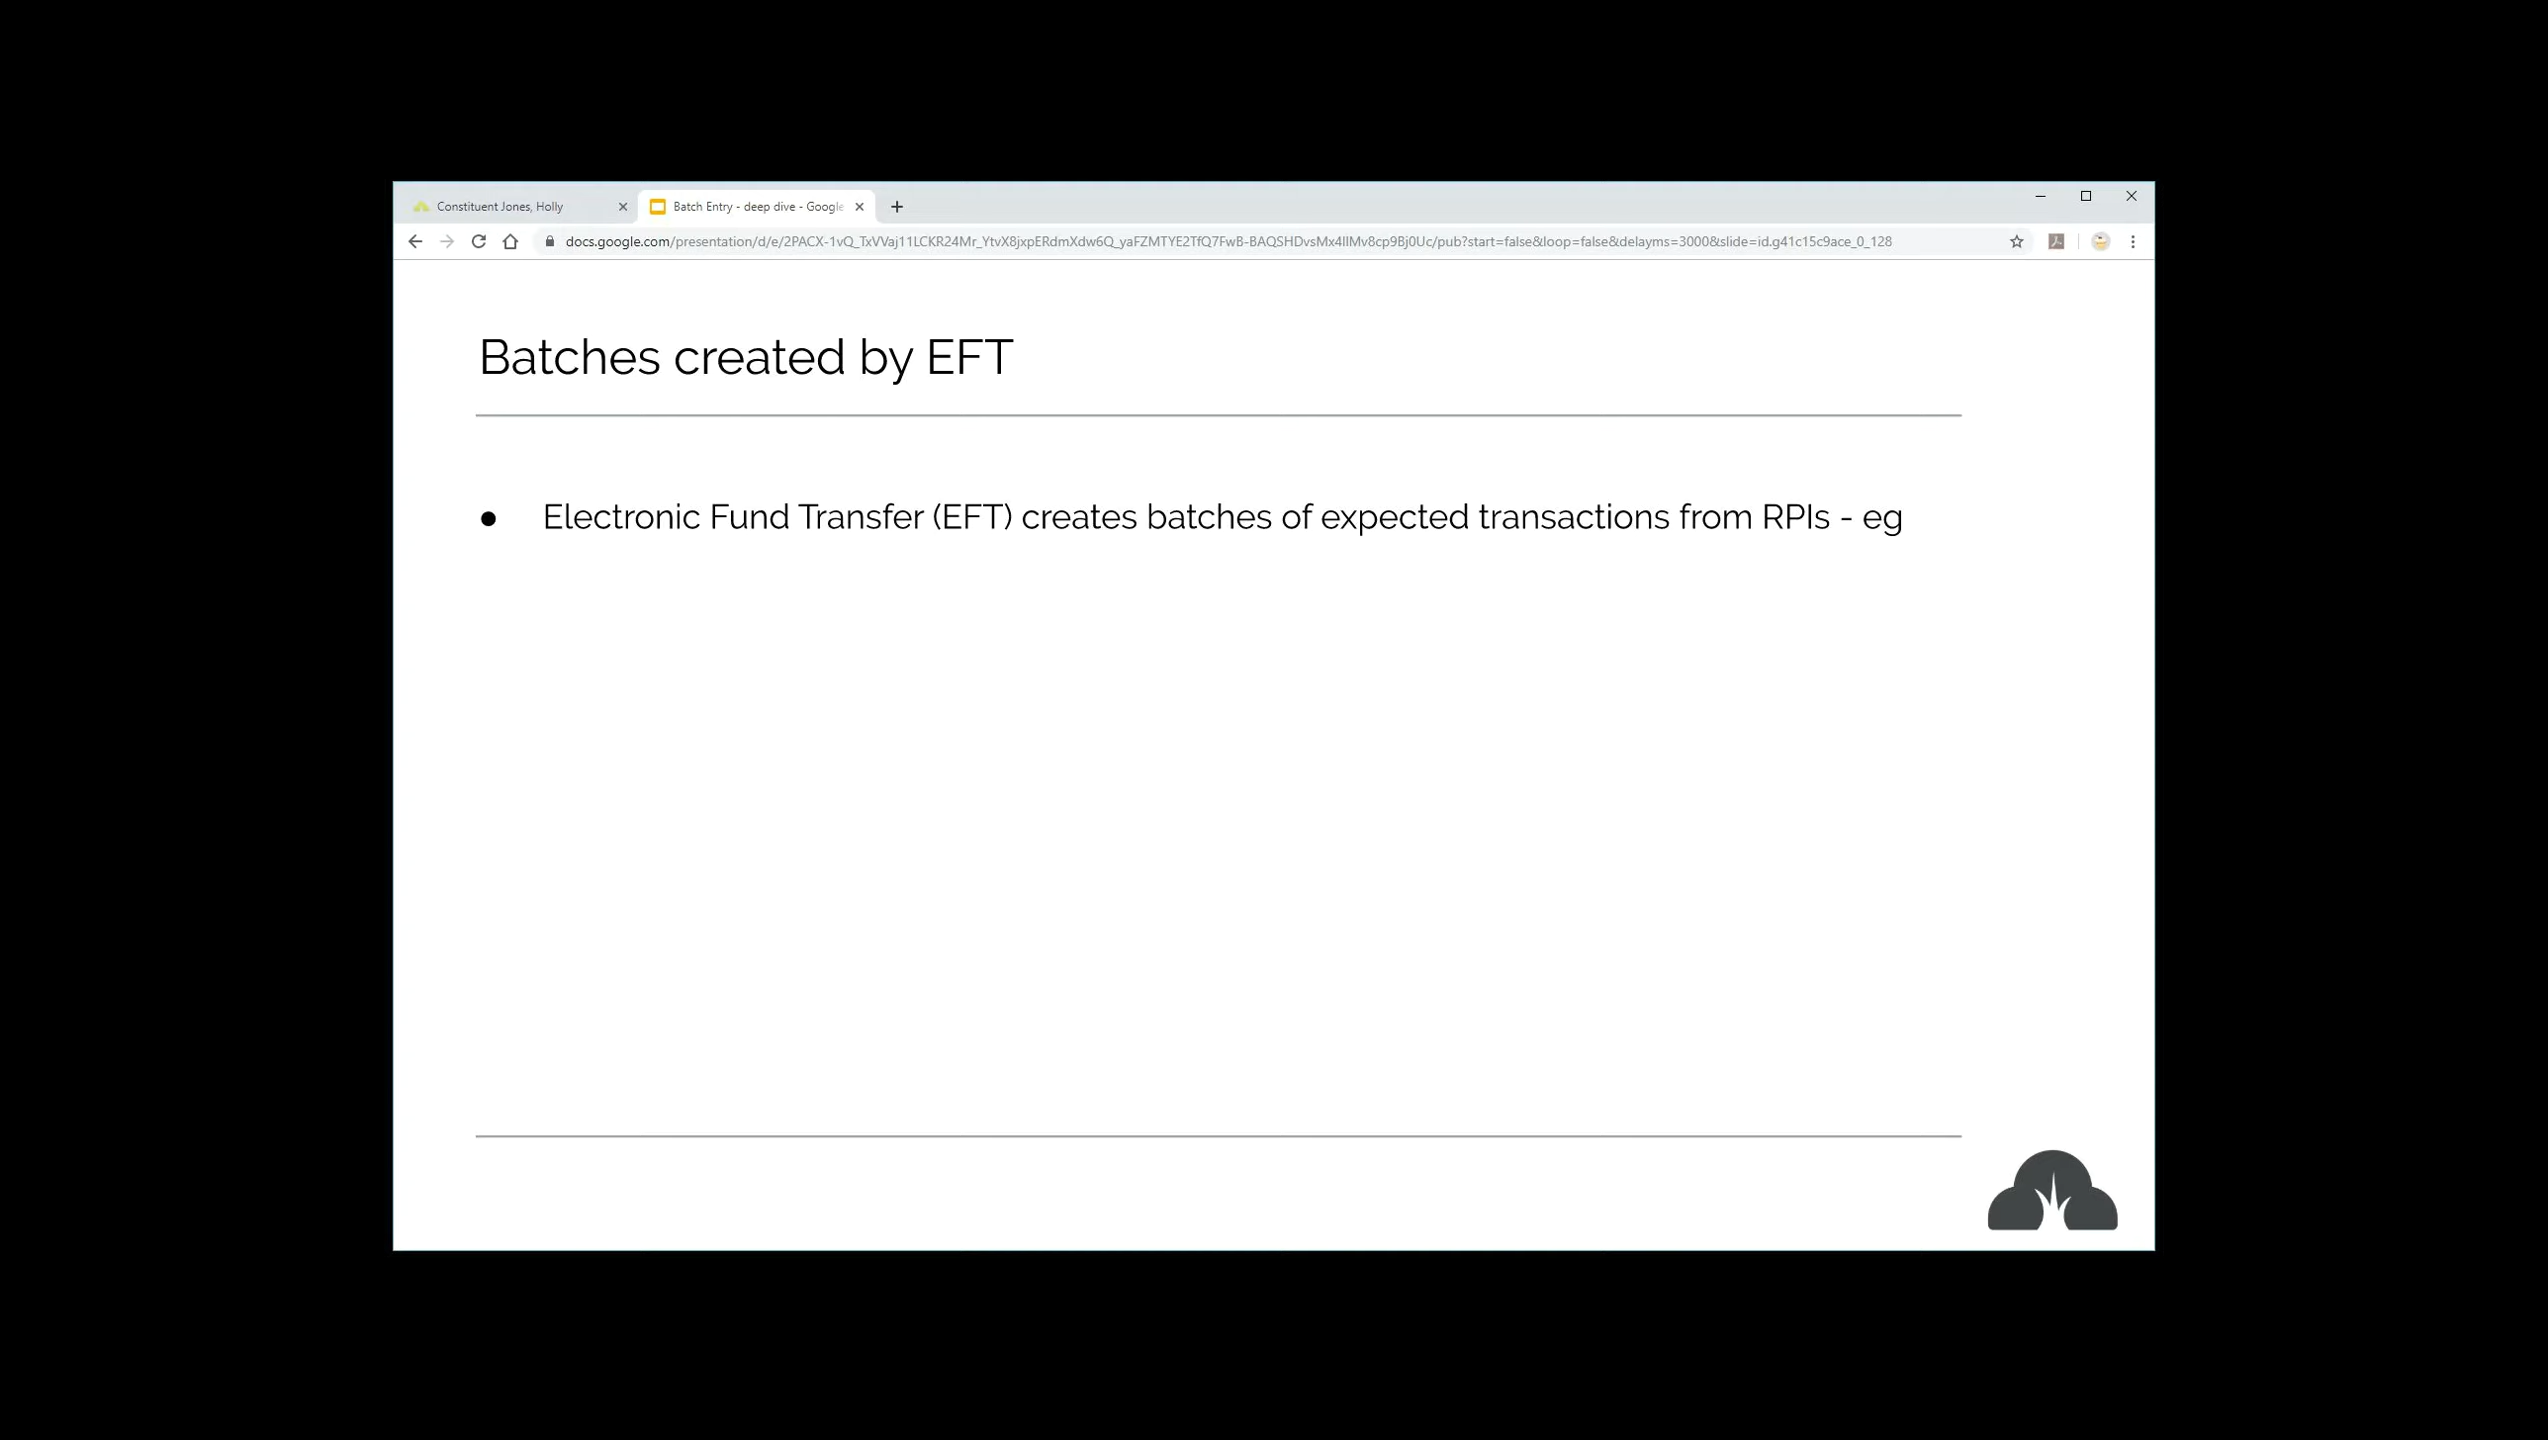 Constituent Jones, Holly
Batch Entry - deep dive - Google
docs.google.com/presentation/d/e/2PACX-1vQ_TxVVaj11LCKR24Mr_YtvX8jxpERdmXdw6Q_yaFZMTYE2TfQ7FwB-BAQSHDvsMx4IIMv8cp9Bj0Uc/pub?start=false&loop=false&delayms=3000&slide=id.g41c15c9ace_0_128
Batches created by EFT
● Electronic Fund Transfer (EFT) creates batches of expected transactions from RPIs - eg